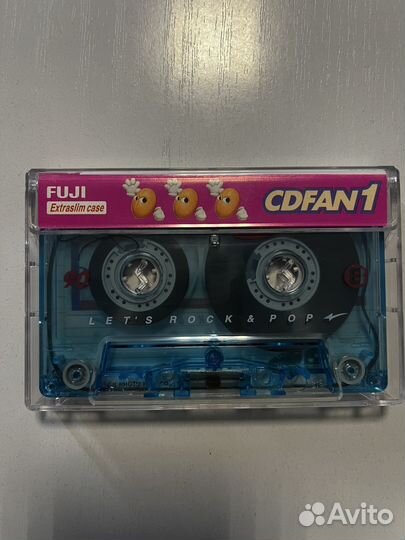 FUJI
Extraslim case
CDFAN1
90
LET'S ROCK & POP
Avito